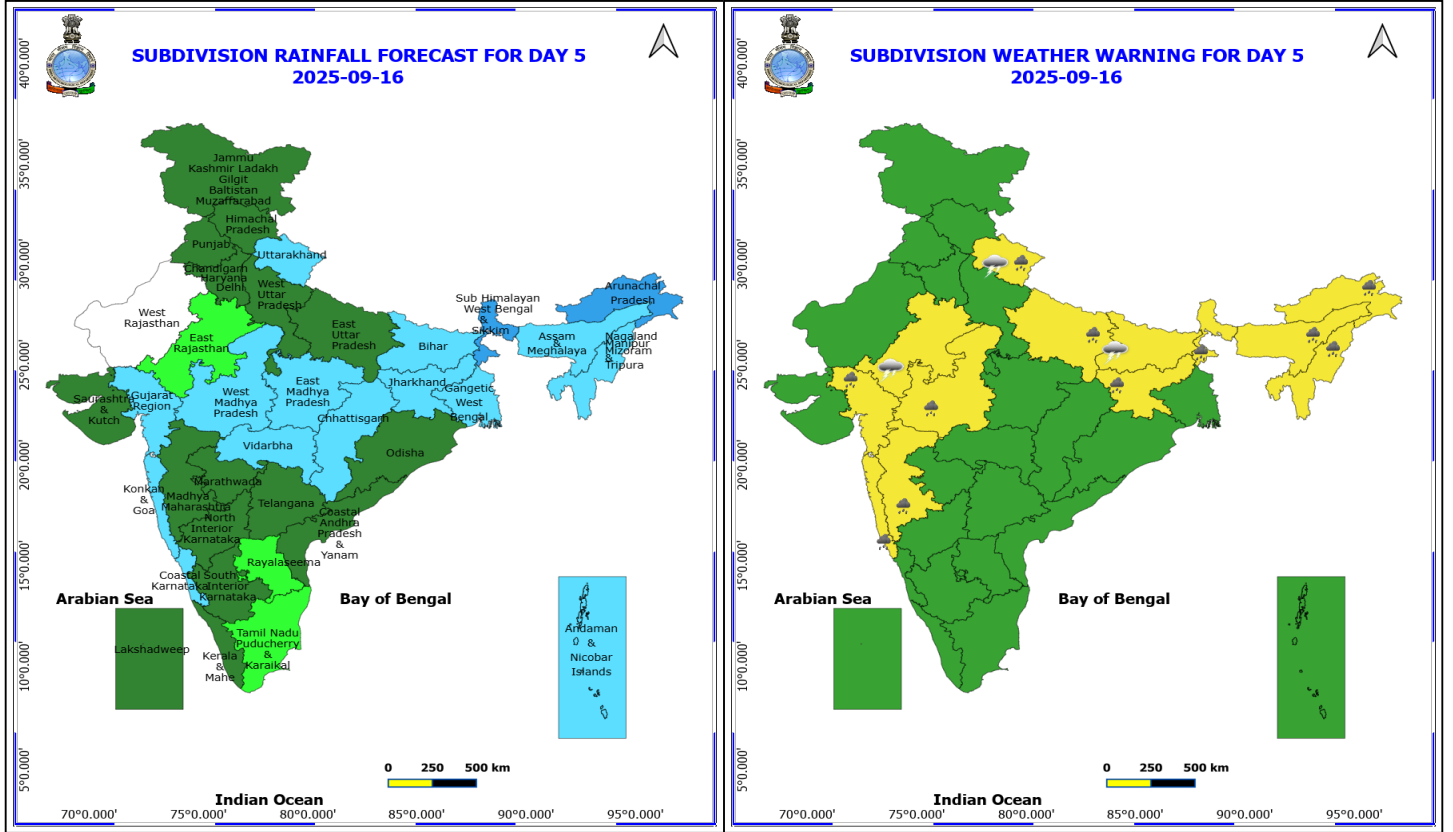 SUBDIVISION RAINFALL FORECAST FOR DAY 5
2025-09-16
40°0.000'
35°0.000'
30°0.000'
25°0.000'
20°0.000'
15°0.000'
10°0.000'
5°0.000'
Jammu
Kashmir Ladakh
Gilgit
Baltistan
Muzaffarabad
Himachal
Pradesh
Punjab
Uttarakhand
Chandigarh
Haryana
Delhi
West
Uttar
Pradesh
West
Rajasthan
East
Rajasthan
East
Uttar
Pradesh
Sub Himalayan
West Bengal
&
Sikkim
Arunachal
Pradesh
Assam
&
Meghalaya
Nagaland
Manipur
Mizoram
&
Tripura
Bihar
Jharkhand
Gangetic
West
Bengal
Saurashtra
&
Kutch
Gujarat
Region
West
Madhya
Pradesh
East
Madhya
Pradesh
Chhattisgarh
Vidarbha
Odisha
Konkan
&
Goa
Madhya
Maharashtra
Marathwada
Telangana
North
Interior
Karnataka
Coastal
Andhra
Pradesh
&
Yanam
Rayalaseema
Coastal
Karnataka
South
Interior
Karnataka
Arabian Sea
Bay of Bengal
Lakshadweep
Kerala
&
Mahe
Tamil Nadu
Puducherry
&
Karaikal
Andaman
&
Nicobar
Islands
0 250 500 km
Indian Ocean
70°0.000' 75°0.000' 80°0.000' 85°0.000' 90°0.000' 95°0.000'
SUBDIVISION WEATHER WARNING FOR DAY 5
2025-09-16
40°0.000'
35°0.000'
30°0.000'
25°0.000'
20°0.000'
15°0.000'
10°0.000'
5°0.000'
Arabian Sea
Bay of Bengal
0 250 500 km
Indian Ocean
70°0.000' 75°0.000' 80°0.000' 85°0.000' 90°0.000' 95°0.000'